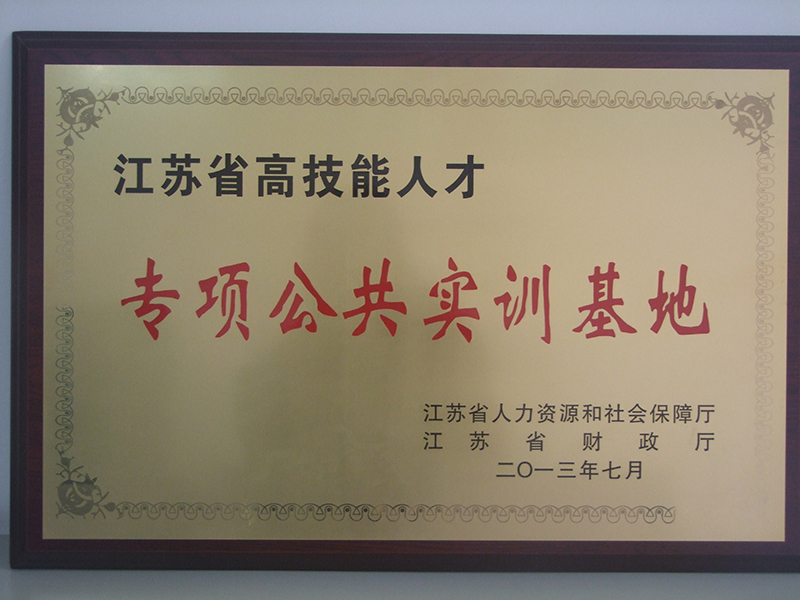 江苏省高技能人才
专项公共实训基地
江苏省人力资源和社会保障厅
江苏省财政厅
二〇一三年七月